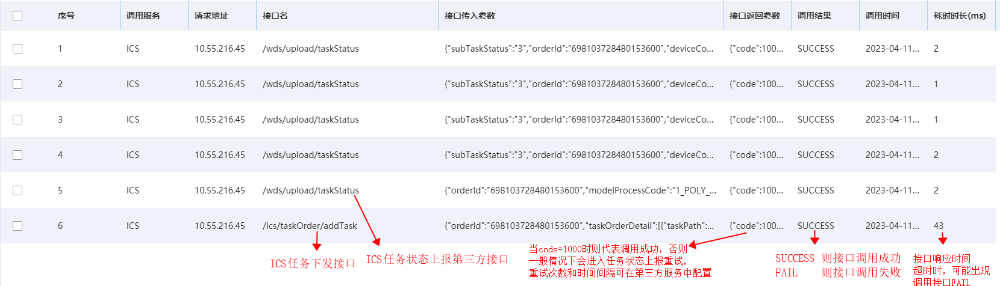 序号 调用服务 请求地址 接口名 接口传入参数 接口返回参数 调用结果 调用时间 耗时时长(ms)
1 ICS 10.55.216.45 /wds/upload/taskStatus {"subTaskStatus":"3","orderId":"698103728480153600","deviceCo... {"code":100... SUCCESS 2023-04-11... 2
2 ICS 10.55.216.45 /wds/upload/taskStatus {"subTaskStatus":"3","orderId":"698103728480153600","deviceCo... {"code":100... SUCCESS 2023-04-11... 1
3 ICS 10.55.216.45 /wds/upload/taskStatus {"subTaskStatus":"3","orderId":"698103728480153600","deviceCo... {"code":100... SUCCESS 2023-04-11... 1
4 ICS 10.55.216.45 /wds/upload/taskStatus {"subTaskStatus":"3","orderId":"698103728480153600","deviceCo... {"code":100... SUCCESS 2023-04-11... 2
5 ICS 10.55.216.45 /wds/upload/taskStatus {"orderId":"698103728480153600","modelProcessCode":"1_POLY_... {"code":100... SUCCESS 2023-04-11... 2
6 ICS 10.55.216.45 /ics/taskOrder/addTask {"orderId":"698103728480153600","taskOrderDetail":[{"taskPath":... {"code":100... SUCCESS 2023-04-11... 43
ICS任务下发接口
ICS任务状态上报第三方接口
当code=1000时则代表调用成功，否则
一般情况下会进入任务状态上报重试，
重试次数和时间间隔可在第三方服务中配置
SUCCESS 则接口调用成功
FAIL 则接口调用失败
接口响应时间
超时时，可能出现
调用接口FAIL